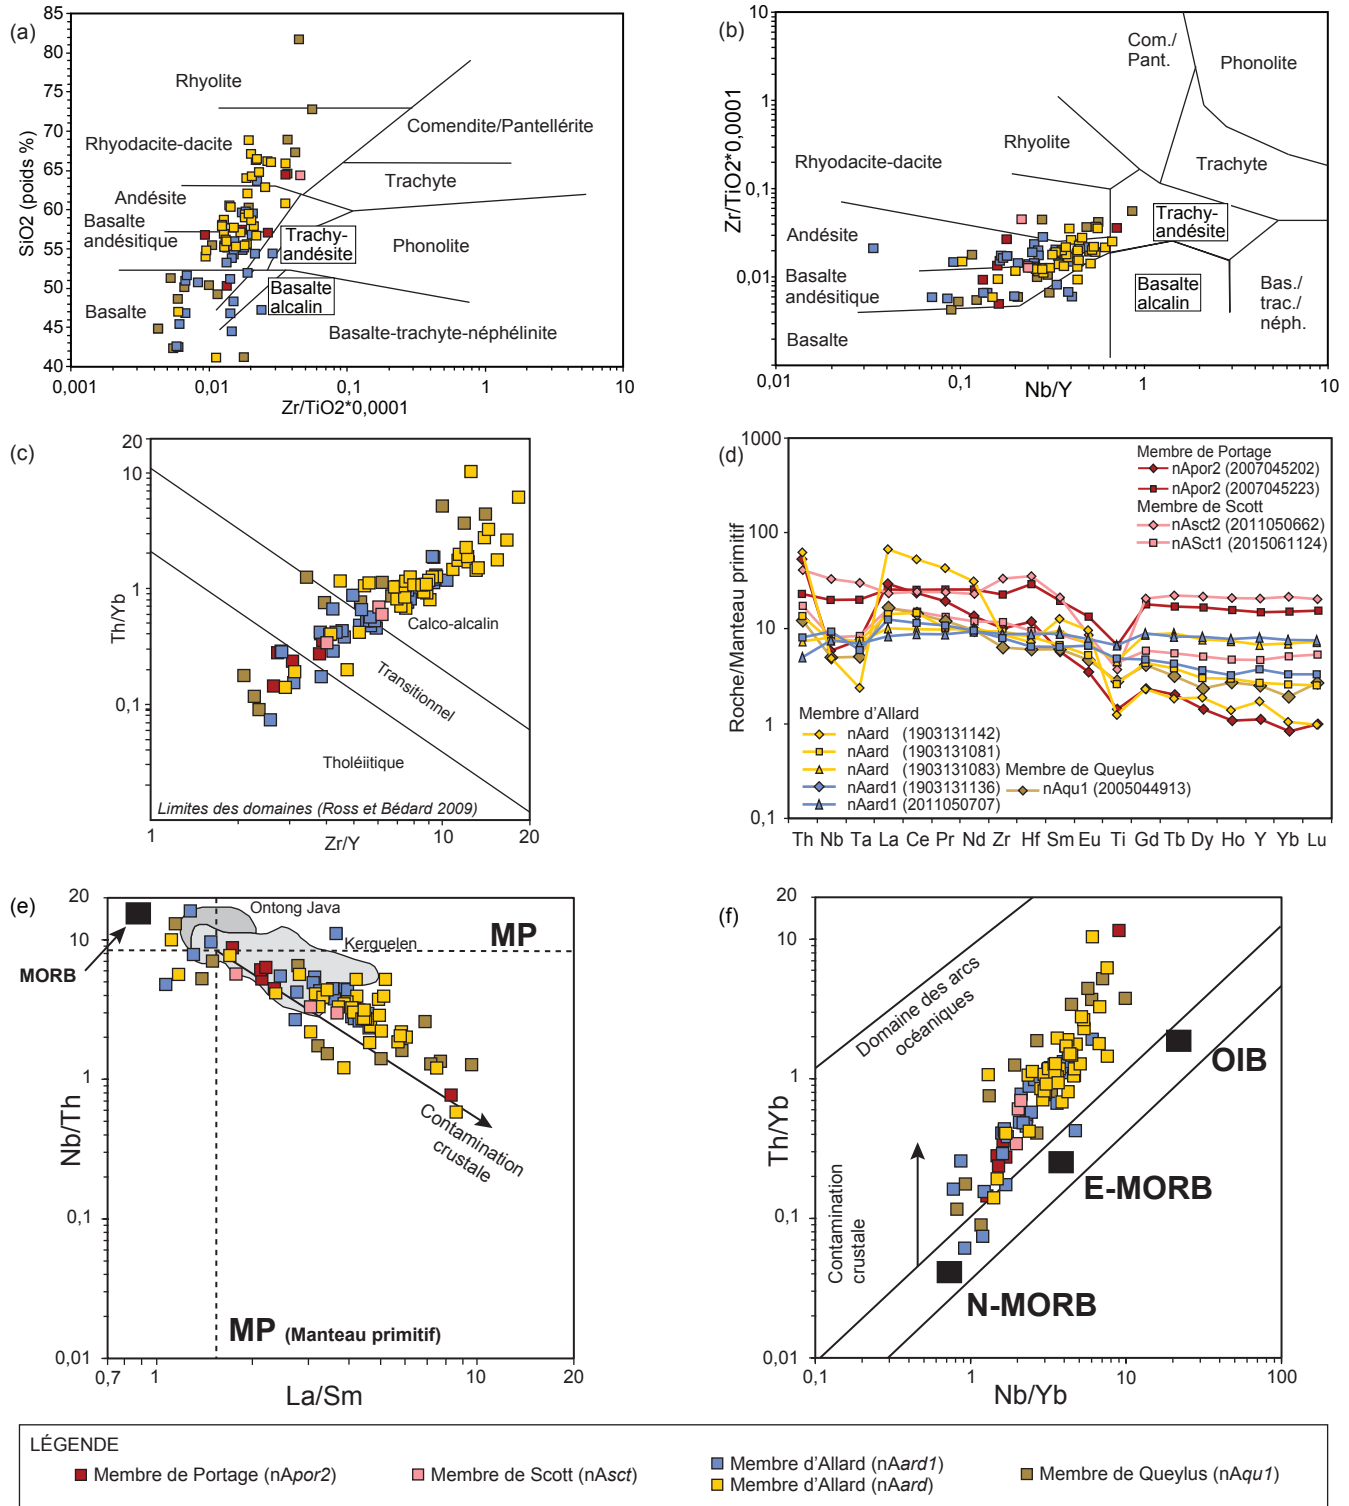 (a)
85
80
75
70
65
60
55
50
45
40
SiO2 (poids %)
Rhyolite
Rhyodacite-dacite
Andésite
Basalte
andésitique
Basalte
Comendite/Pantellérite
Trachyte
Trachy-
andésite
Phonolite
Basalte
alcalin
Basalte-trachyte-néphélinite
0,001
0,01
0,1
1
10
Zr/TiO2*0,0001
(b)
10
1
0,1
0,01
Zr/TiO2*0,0001
Com./
Pant.
Phonolite
Rhyolite
Rhyodacite-dacite
Trachyte
Andésite
Trachy-
andésite
Basalte
andésitique
Basalte
alcalin
Bas./
trac./
néph.
Basalte
0,01
0,1
1
10
Nb/Y
(c)
20
10
1
0,1
Th/Yb
Calco-alcalin
Transitionnel
Tholéiitique
Limites des domaines (Ross et Bédard 2009)
1
10
20
Zr/Y
(d)
1000
100
10
1
0,1
Roche/Manteau primitif
Membre de Portage
nApor2 (2007045202)
nApor2 (2007045223)
Membre de Scott
nAsct2 (2011050662)
nASct1 (2015061124)
Membre d'Allard
nAard (1903131142)
nAard (1903131081)
nAard (1903131083)
nAard1 (1903131136)
nAard1 (2011050707)
Membre de Queylus
nAqu1 (2005044913)
Th Nb Ta La Ce Pr Nd Zr Hf Sm Eu Ti Gd Tb Dy Ho Y Yb Lu
(e)
20
10
1
0,1
0,01
Nb/Th
Ontong Java
MP
Kerguelen
MORB
Contamination
crustale
MP (Manteau primitif)
0,7
2
10
20
La/Sm
(f)
20
10
1
0,1
0,01
Th/Yb
Domaine des arcs
océaniques
OIB
E-MORB
Contamination
crustale
N-MORB
0,1
1
10
100
Nb/Yb
LÉGENDE
Membre de Portage (nApor2)
Membre de Scott (nAsct)
Membre d'Allard (nAard1)
Membre d'Allard (nAard)
Membre de Queylus (nAqu1)